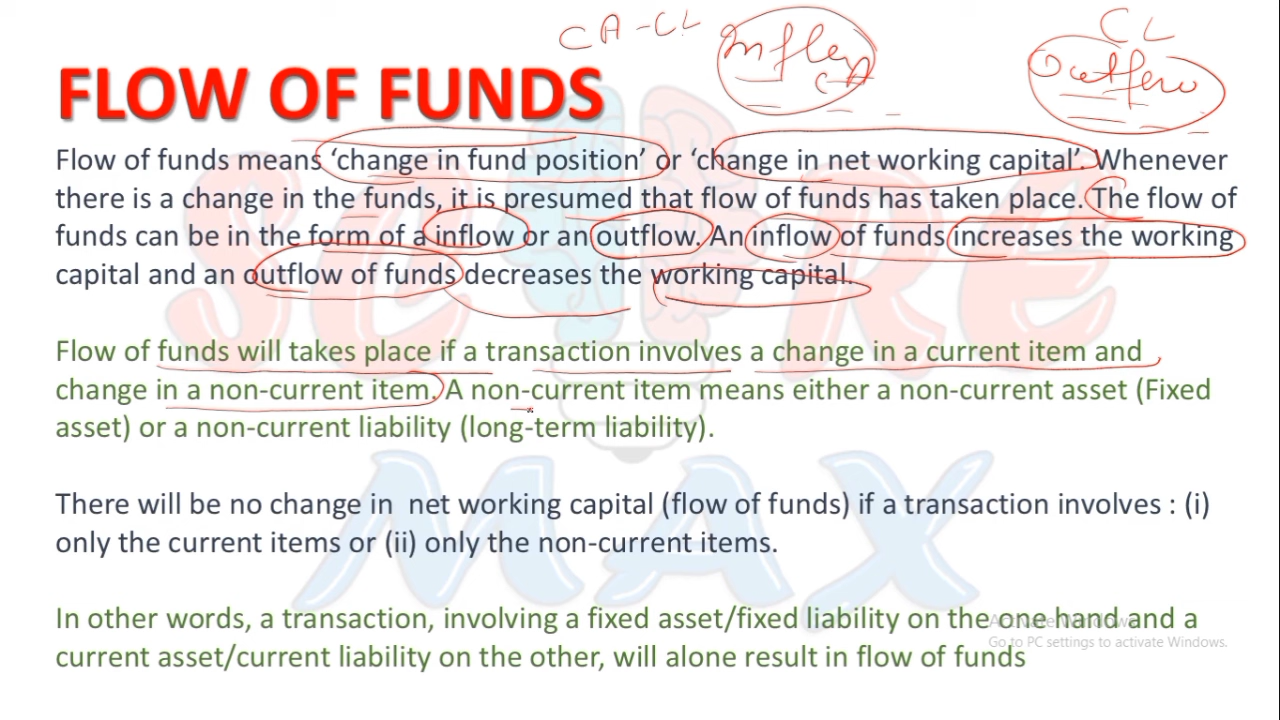 CA-CL
Inflow
CA
CL
Outflow
FLOW OF FUNDS
Flow of funds means ‘change in fund position’ or ‘change in net working capital’. Whenever
there is a change in the funds, it is presumed that flow of funds has taken place. The flow of
funds can be in the form of a inflow or an outflow. An inflow of funds increases the working
capital and an outflow of funds decreases the working capital.
Flow of funds will takes place if a transaction involves a change in a current item and
change in a non-current item. A non-current item means either a non-current asset (Fixed
asset) or a non-current liability (long-term liability).
There will be no change in  net working capital (flow of funds) if a transaction involves : (i)
only the current items or (ii) only the non-current items.
In other words, a transaction, involving a fixed asset/fixed liability on the one hand and a
current asset/current liability on the other, will alone result in flow of funds
Activate Windows
Go to PC settings to activate Windows.
SCORE
MAX